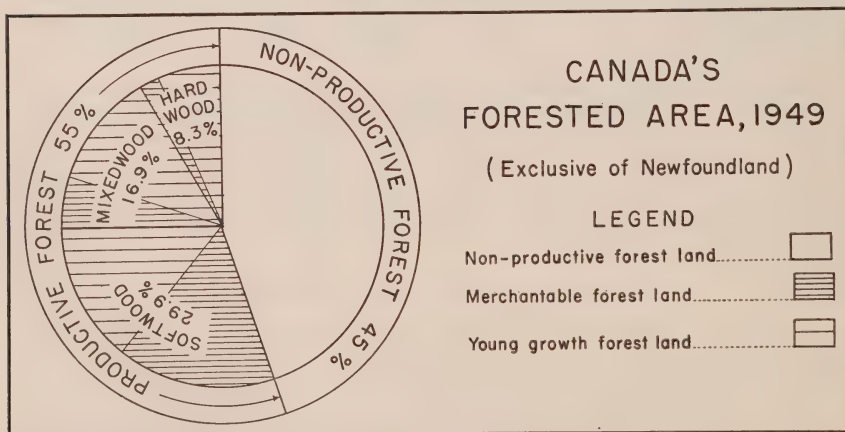 CANADA'S
FORESTED AREA, 1949
(Exclusive of Newfoundland)
LEGEND
Non-productive forest land
Merchantable forest land
Young growth forest land
NON-PRODUCTIVE FOREST 45%
PRODUCTIVE FOREST 55%
HARD
WOOD
8.3%
MIXEDWOOD
16.9%
SOFTWOOD
29.9%